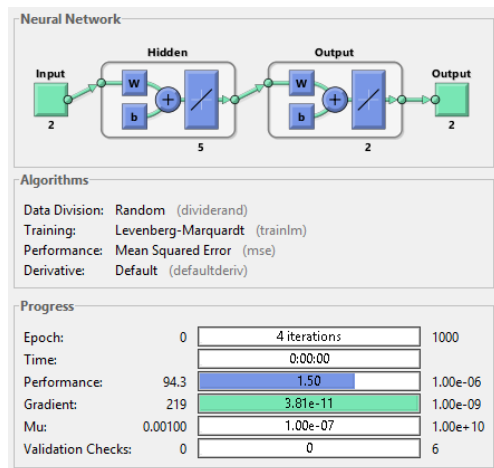 Neural Network
Hidden Output
Input W b + W b + Output
2 5 2 2
Algorithms
Data Division: Random (dividerand)
Training: Levenberg-Marquardt (trainlm)
Performance: Mean Squared Error (mse)
Derivative: Default (defaultderiv)
Progress
Epoch: 0 4 iterations 1000
Time: 0:00:00
Performance: 94.3 1.50 1.00e-06
Gradient: 219 3.81e-11 1.00e-09
Mu: 0.00100 1.00e-07 1.00e+10
Validation Checks: 0 0 6